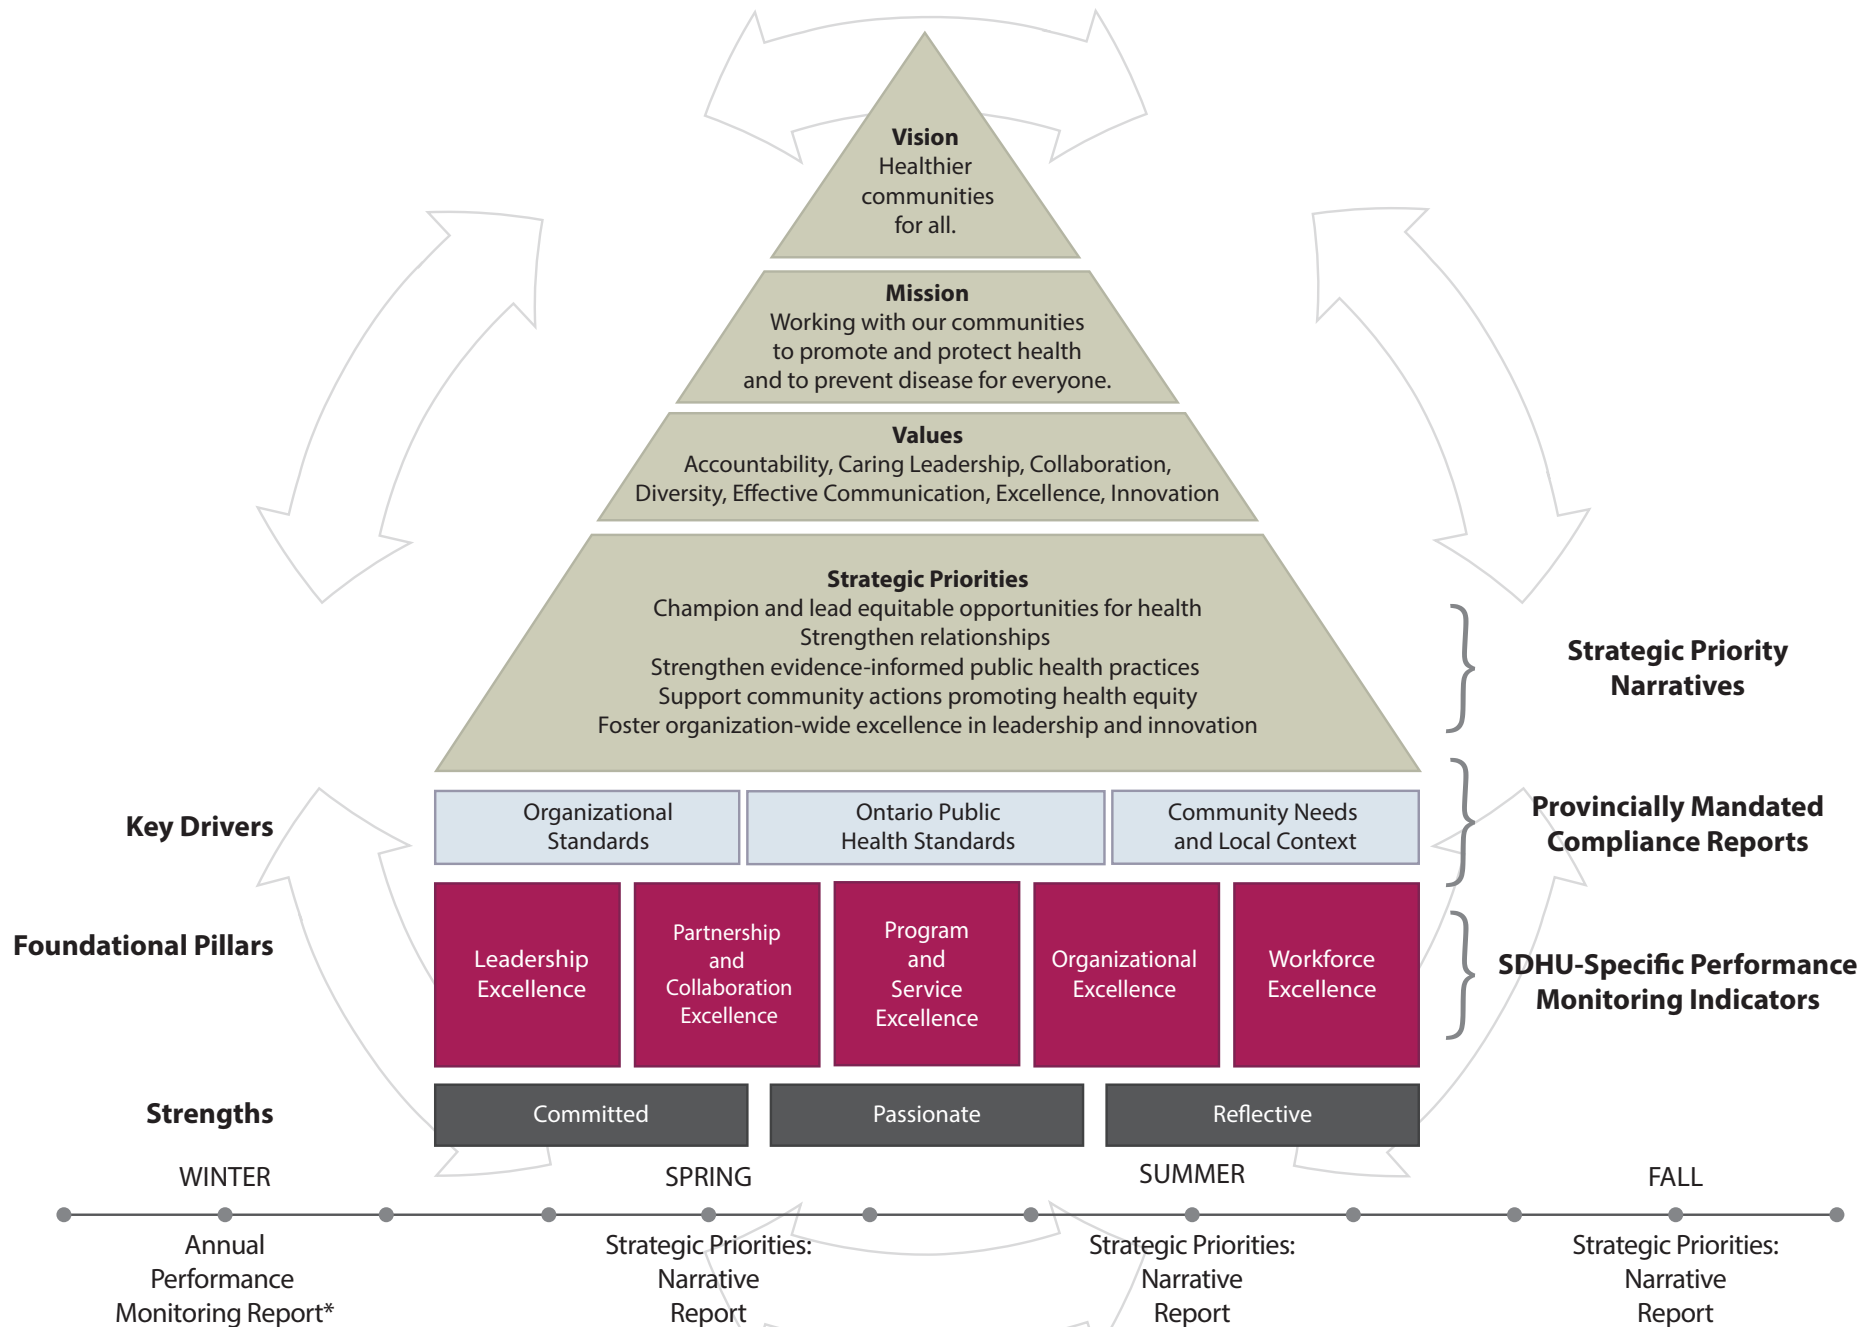 Vision
Healthier
communities
for all.
Mission
Working with our communities
to promote and protect health
and to prevent disease for everyone.
Values
Accountability, Caring Leadership, Collaboration,
Diversity, Effective Communication, Excellence, Innovation
Strategic Priorities
Champion and lead equitable opportunities for health
Strengthen relationships
Strengthen evidence-informed public health practices
Support community actions promoting health equity
Foster organization-wide excellence in leadership and innovation
Strategic Priority
Narratives
Key Drivers
Organizational
Standards
Ontario Public
Health Standards
Community Needs
and Local Context
Provincially Mandated
Compliance Reports
Foundational Pillars
Leadership
Excellence
Partnership
and
Collaboration
Excellence
Program
and
Service
Excellence
Organizational
Excellence
Workforce
Excellence
SDHU-Specific Performance
Monitoring Indicators
Strengths
Committed
Passionate
Reflective
WINTER
SPRING
SUMMER
FALL
Annual
Performance
Monitoring Report*
Strategic Priorities:
Narrative
Report
Strategic Priorities:
Narrative
Report
Strategic Priorities:
Narrative
Report